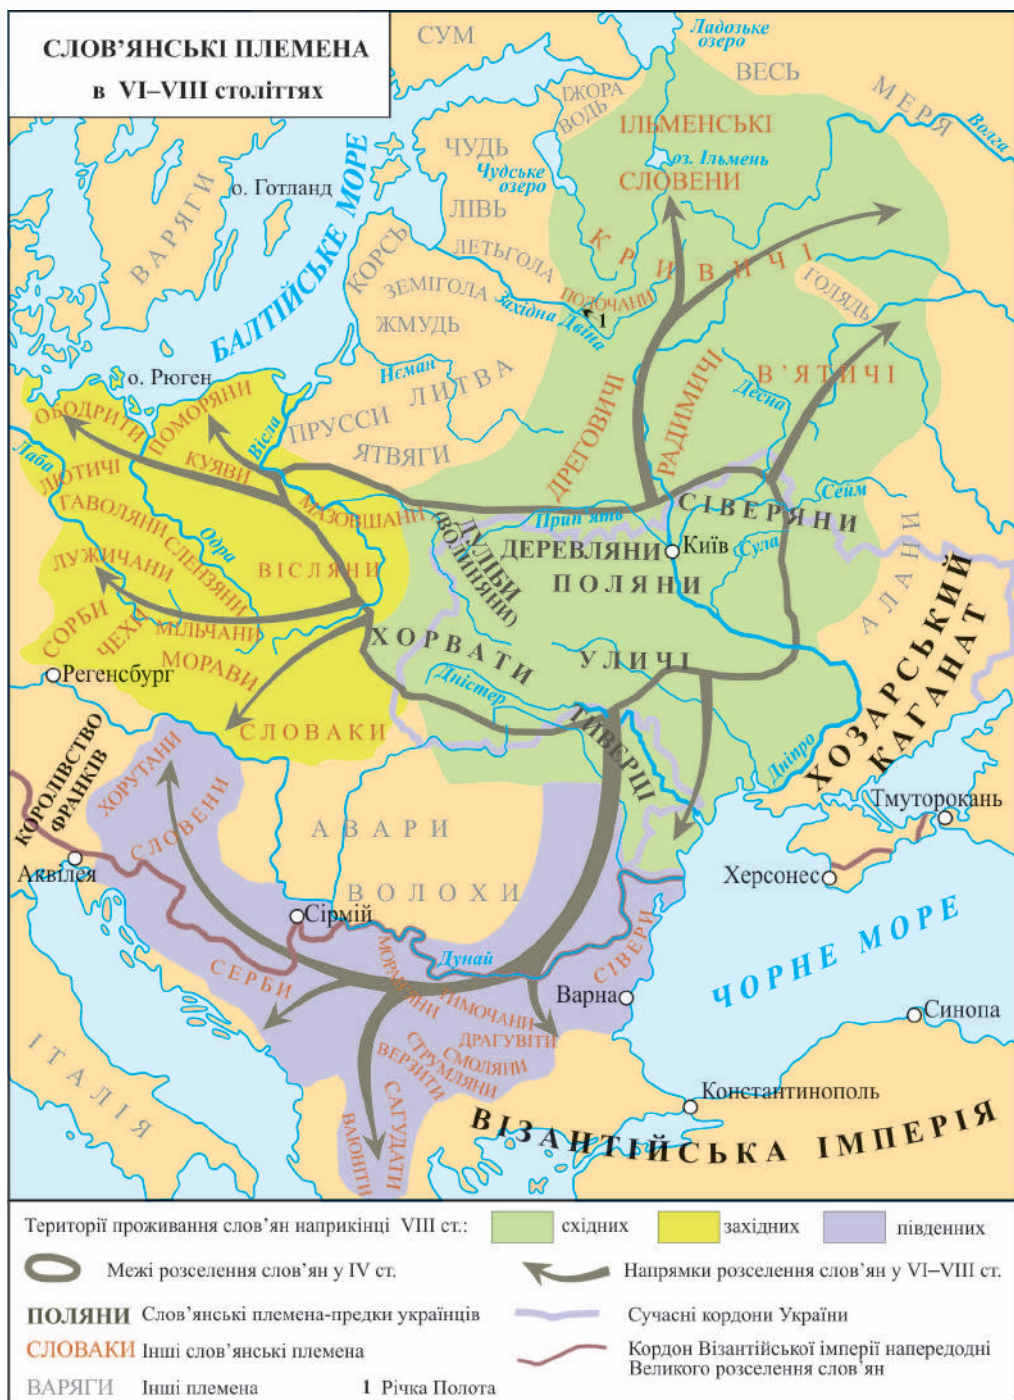 СЛОВ'ЯНСЬКІ ПЛЕМЕНА
в VI–VIII століттях
СУМ
Ладозьке
озеро
ВЕСЬ
ІЖОРА
ВОДЬ
МЕРЯ
Волга
ІЛЬМЕНСЬКІ
ЧУДЬ
Чудське
озеро
оз. Ільмень
СЛОВЕНИ
ВАРЯГИ
о. Готланд
БАЛТІЙСЬКЕ МОРЕ
ЛІВЬ
КОРСЬ
ЛЕТЬГОЛА
КРИВИЧІ
ЗЕМІГОЛА
Західна Двіна
ПОЛОЧАНИ
1
ГОЛЯДЬ
ЖМУДЬ
о. Рюген
Нєман
ЛИТВА
В'ЯТИЧІ
Десна
РАДИМИЧІ
ДРЕГОВИЧІ
ОБОДРИТИ
ПОМОРЯНИ
Вісла
ПРУССИ
ЯТВЯГИ
Лаба
ЛЮТИЧІ
КУЯВИ
ГАВОЛЯНИ
МАЗОВШАНИ
Одра
СЛЕНЗЯНИ
ЛУЖИЧАНИ
ВІСЛЯНИ
ДУЛІБИ
(ВОЛИНЯНИ)
Прип'ять
СІВЕРЯНИ
Сейм
ДЕРЕВЛЯНИ
Київ
Сула
ПОЛЯНИ
АЛАНИ
СОРБИ
ЧЕХИ
МІЛЬЧАНИ
МОРАВИ
ХОРВАТИ
УЛИЧІ
ХОЗАРСЬКИЙ
КАГАНАТ
Регенсбург
Дністер
СЛОВАКИ
ТИВЕРЦІ
Дніпро
КОРОЛІВСТВО
ФРАНКІВ
ХОРУТАНИ
СЛОВЕНИ
АВАРИ
Тмуторокань
Аквілея
ВОЛОХИ
Херсонес
Сірмій
СЕРБИ
Дунай
СІВЕРИ
ЧОРНЕ МОРЕ
МОРАВЯНИ
Варна
ТИМОЧАНИ
ДРАГУВІТИ
Синопа
СМОЛЯНИ
СТРУМЛЯНИ
ВЕРЗИТИ
ІТАЛІЯ
САГУДАТИ
ВАЮНІТИ
Константинополь
ВІЗАНТІЙСЬКА ІМПЕРІЯ
Території проживання слов'ян наприкінці VIII ст.: східних західних південних
Межі розселення слов'ян у IV ст.
Напрямки розселення слов'ян у VI–VIII ст.
ПОЛЯНИ Слов'янські племена-предки українців
Сучасні кордони України
СЛОВАКИ Інші слов'янські племена
Кордон Візантійської імперії напередодні
Великого розселення слов'ян
ВАРЯГИ Інші племена
1 Річка Полота